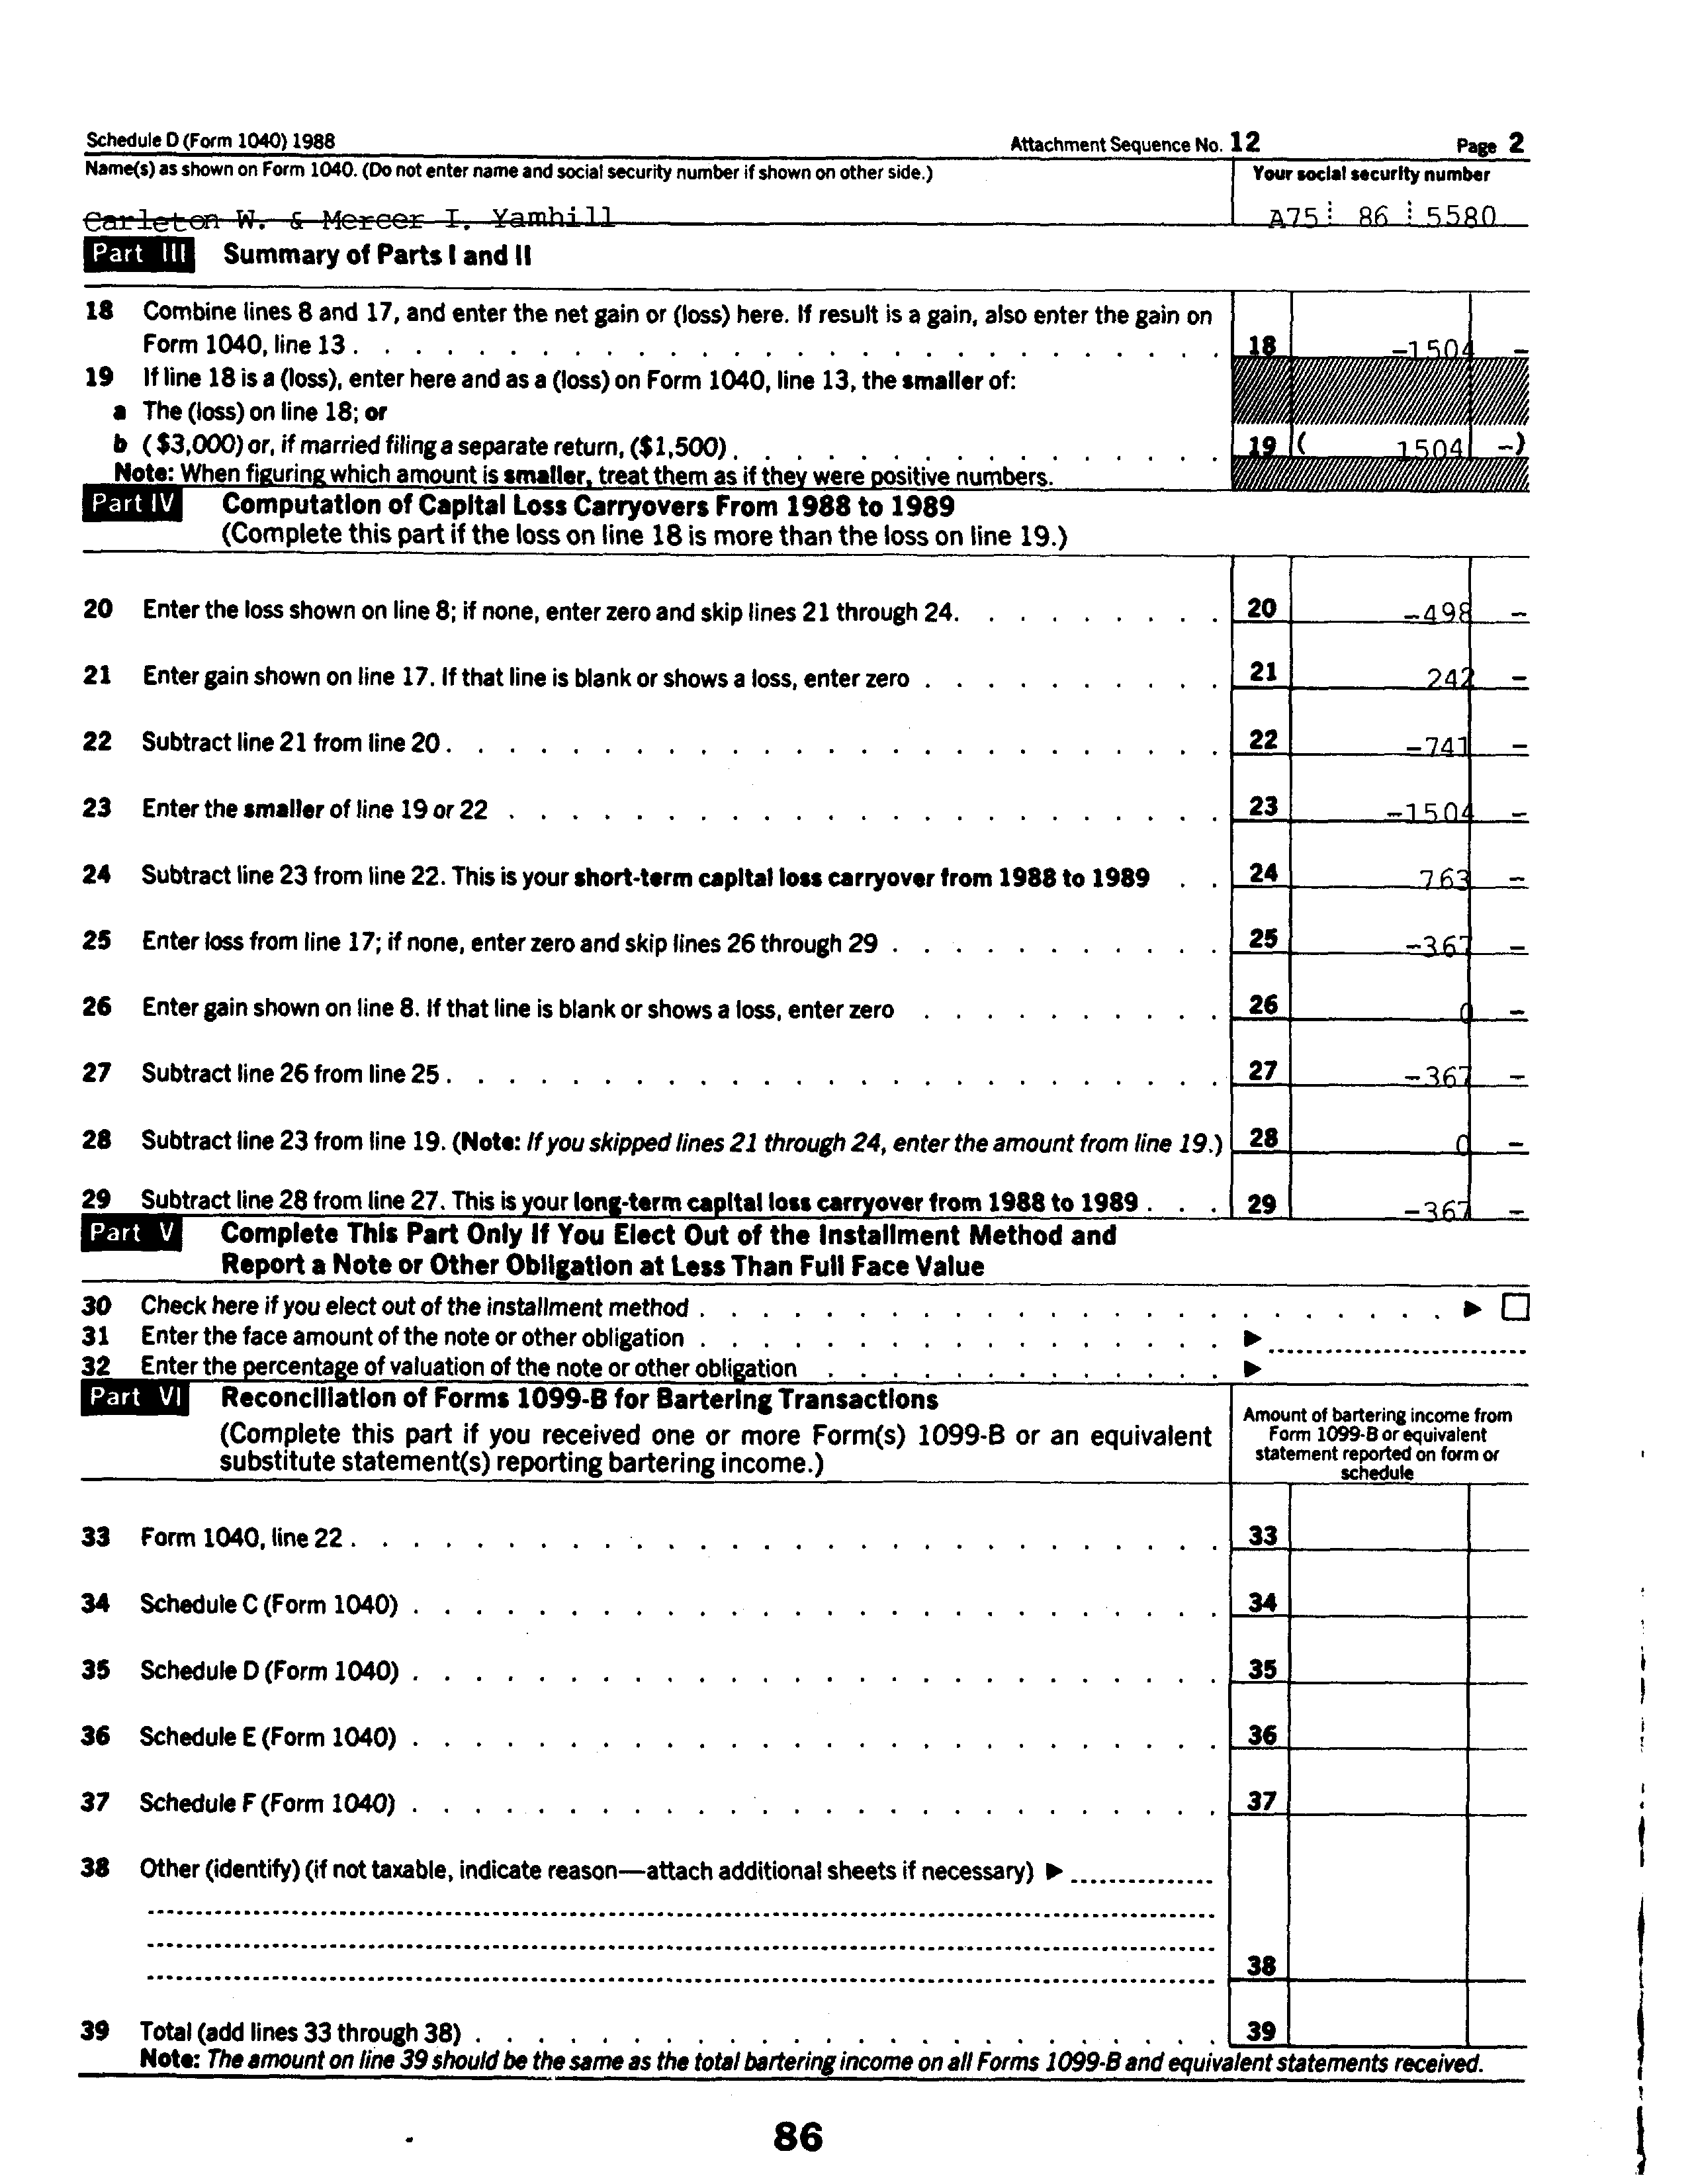 Schedule D (Form 1040) 1988 Attachment Sequence No. 12 Page 2
Name(s) as shown on Form 1040. (Do not enter name and social security number if shown on other side.) Your social security number
Carleton W. & Mercer I. Yamhill A75 86 5580
Part III Summary of Parts I and II
18 Combine lines 8 and 17, and enter the net gain or (loss) here. If result is a gain, also enter the gain on
Form 1040, line 13 . . . 18 -1504 -
19 If line 18 is a (loss), enter here and as a (loss) on Form 1040, line 13, the smaller of:
a The (loss) on line 18; or
b ($3,000) or, if married filing a separate return, ($1,500) . . . 19 ( 1504 -)
Note: When figuring which amount is smaller, treat them as if they were positive numbers.
Part IV Computation of Capital Loss Carryovers From 1988 to 1989
(Complete this part if the loss on line 18 is more than the loss on line 19.)
20 Enter the loss shown on line 8; if none, enter zero and skip lines 21 through 24. . . . 20 -498 -
21 Enter gain shown on line 17. If that line is blank or shows a loss, enter zero . . . 21 242 -
22 Subtract line 21 from line 20 . . . 22 -741 -
23 Enter the smaller of line 19 or 22 . . . 23 -1504 -
24 Subtract line 23 from line 22. This is your short-term capital loss carryover from 1988 to 1989 . . 24 763 -
25 Enter loss from line 17; if none, enter zero and skip lines 26 through 29 . . . 25 -367 -
26 Enter gain shown on line 8. If that line is blank or shows a loss, enter zero . . . 26 0 -
27 Subtract line 26 from line 25 . . . 27 -367 -
28 Subtract line 23 from line 19. (Note: If you skipped lines 21 through 24, enter the amount from line 19.) 28 0 -
29 Subtract line 28 from line 27. This is your long-term capital loss carryover from 1988 to 1989 . . . 29 -367 -
Part V Complete This Part Only If You Elect Out of the Installment Method and
Report a Note or Other Obligation at Less Than Full Face Value
30 Check here if you elect out of the installment method . . . ▶ ☐
31 Enter the face amount of the note or other obligation . . . ▶
32 Enter the percentage of valuation of the note or other obligation . . . ▶
Part VI Reconciliation of Forms 1099-B for Bartering Transactions
(Complete this part if you received one or more Form(s) 1099-B or an equivalent
substitute statement(s) reporting bartering income.)
Amount of bartering income from
Form 1099-B or equivalent
statement reported on form or
schedule
33 Form 1040, line 22 . . . 33
34 Schedule C (Form 1040) . . . 34
35 Schedule D (Form 1040) . . . 35
36 Schedule E (Form 1040) . . . 36
37 Schedule F (Form 1040) . . . 37
38 Other (identify) (if not taxable, indicate reason—attach additional sheets if necessary) ▶
38
39 Total (add lines 33 through 38) . . . 39
Note: The amount on line 39 should be the same as the total bartering income on all Forms 1099-B and equivalent statements received.
86